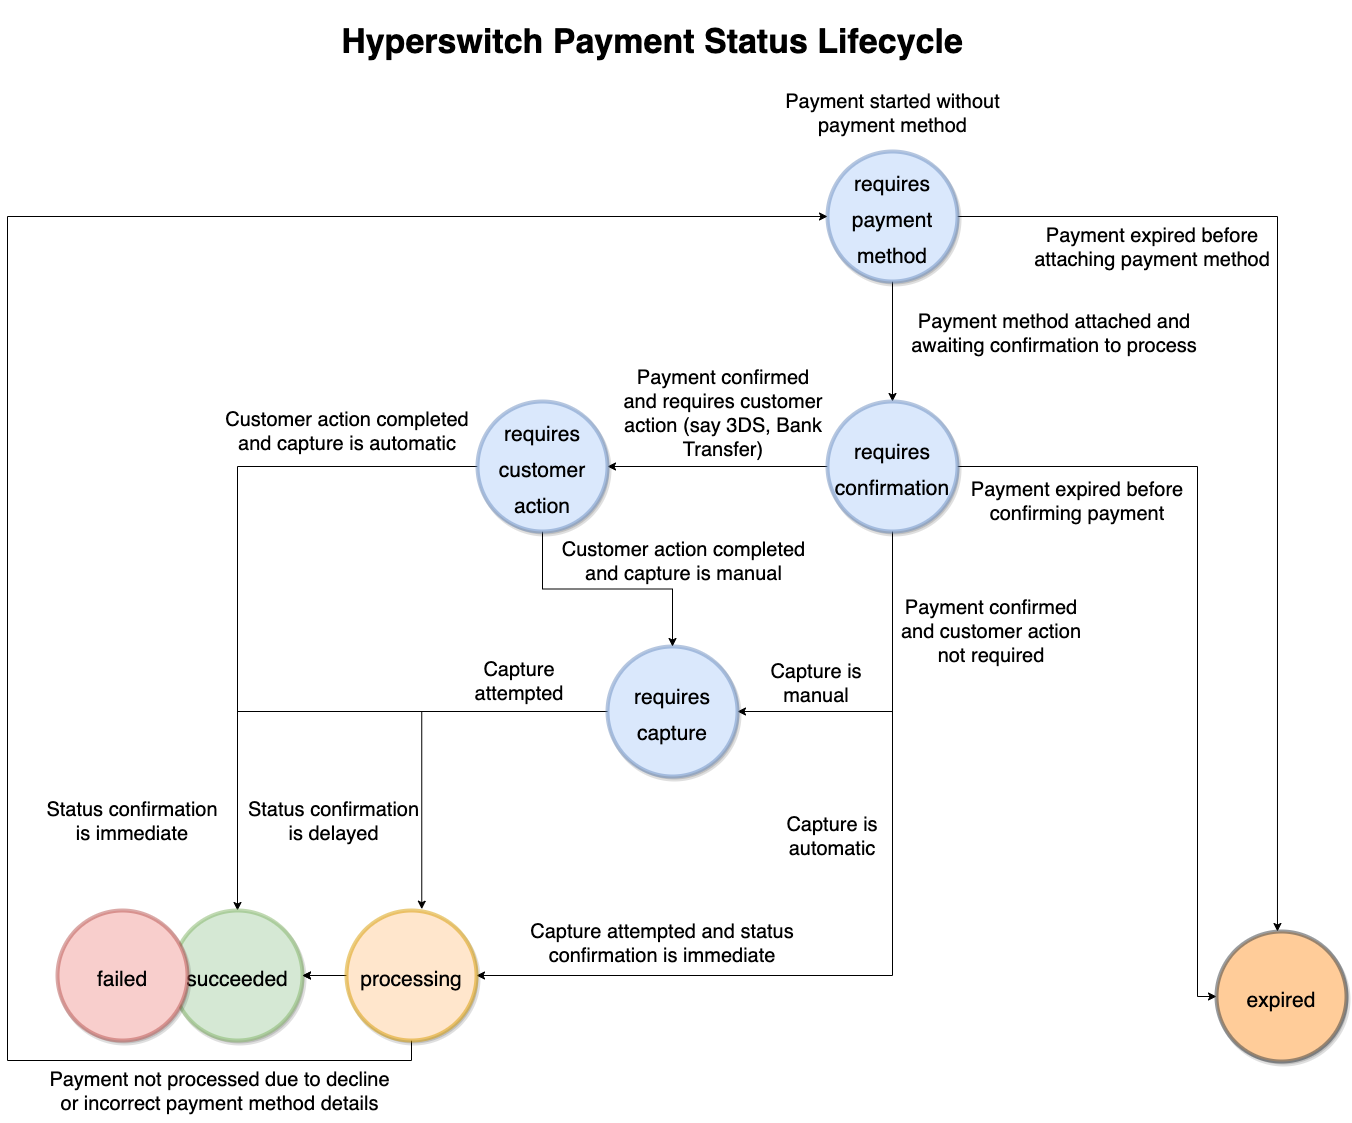 Hyperswitch Payment Status Lifecycle
Payment started without
payment method
requires
payment
method
Payment expired before
attaching payment method
Payment method attached and
awaiting confirmation to process
Payment confirmed
and requires customer
action (say 3DS, Bank
Transfer)
Customer action completed
and capture is automatic
requires
customer
action
requires
confirmation
Payment expired before
confirming payment
Customer action completed
and capture is manual
Payment confirmed
and customer action
not required
Capture
attempted
requires
capture
Capture is
manual
Status confirmation
is immediate
Status confirmation
is delayed
Capture is
automatic
Capture attempted and status
confirmation is immediate
failed
succeeded
processing
expired
Payment not processed due to decline
or incorrect payment method details